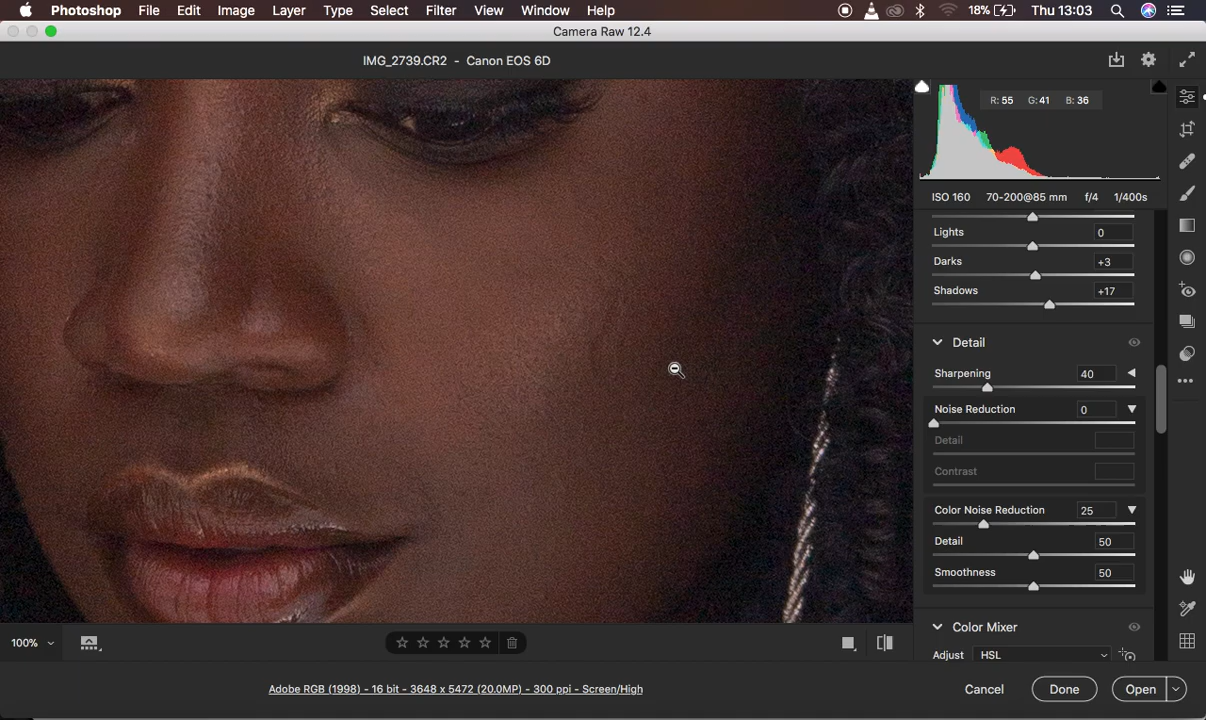 Photoshop File Edit Image Layer Type Select Filter View Window Help 18% Thu 13:03
Camera Raw 12.4
IMG_2739.CR2 - Canon EOS 6D
R: 55 G: 41 B: 36
ISO 160 70-200@85 mm f/4 1/400s
Lights 0
Darks +3
Shadows +17
Detail
Sharpening 40
Noise Reduction 0
Detail
Contrast
Color Noise Reduction 25
Detail 50
Smoothness 50
Color Mixer
Adjust HSL
100%
Adobe RGB (1998) - 16 bit - 3648 x 5472 (20.0MP) - 300 ppi - Screen/High
Cancel Done Open